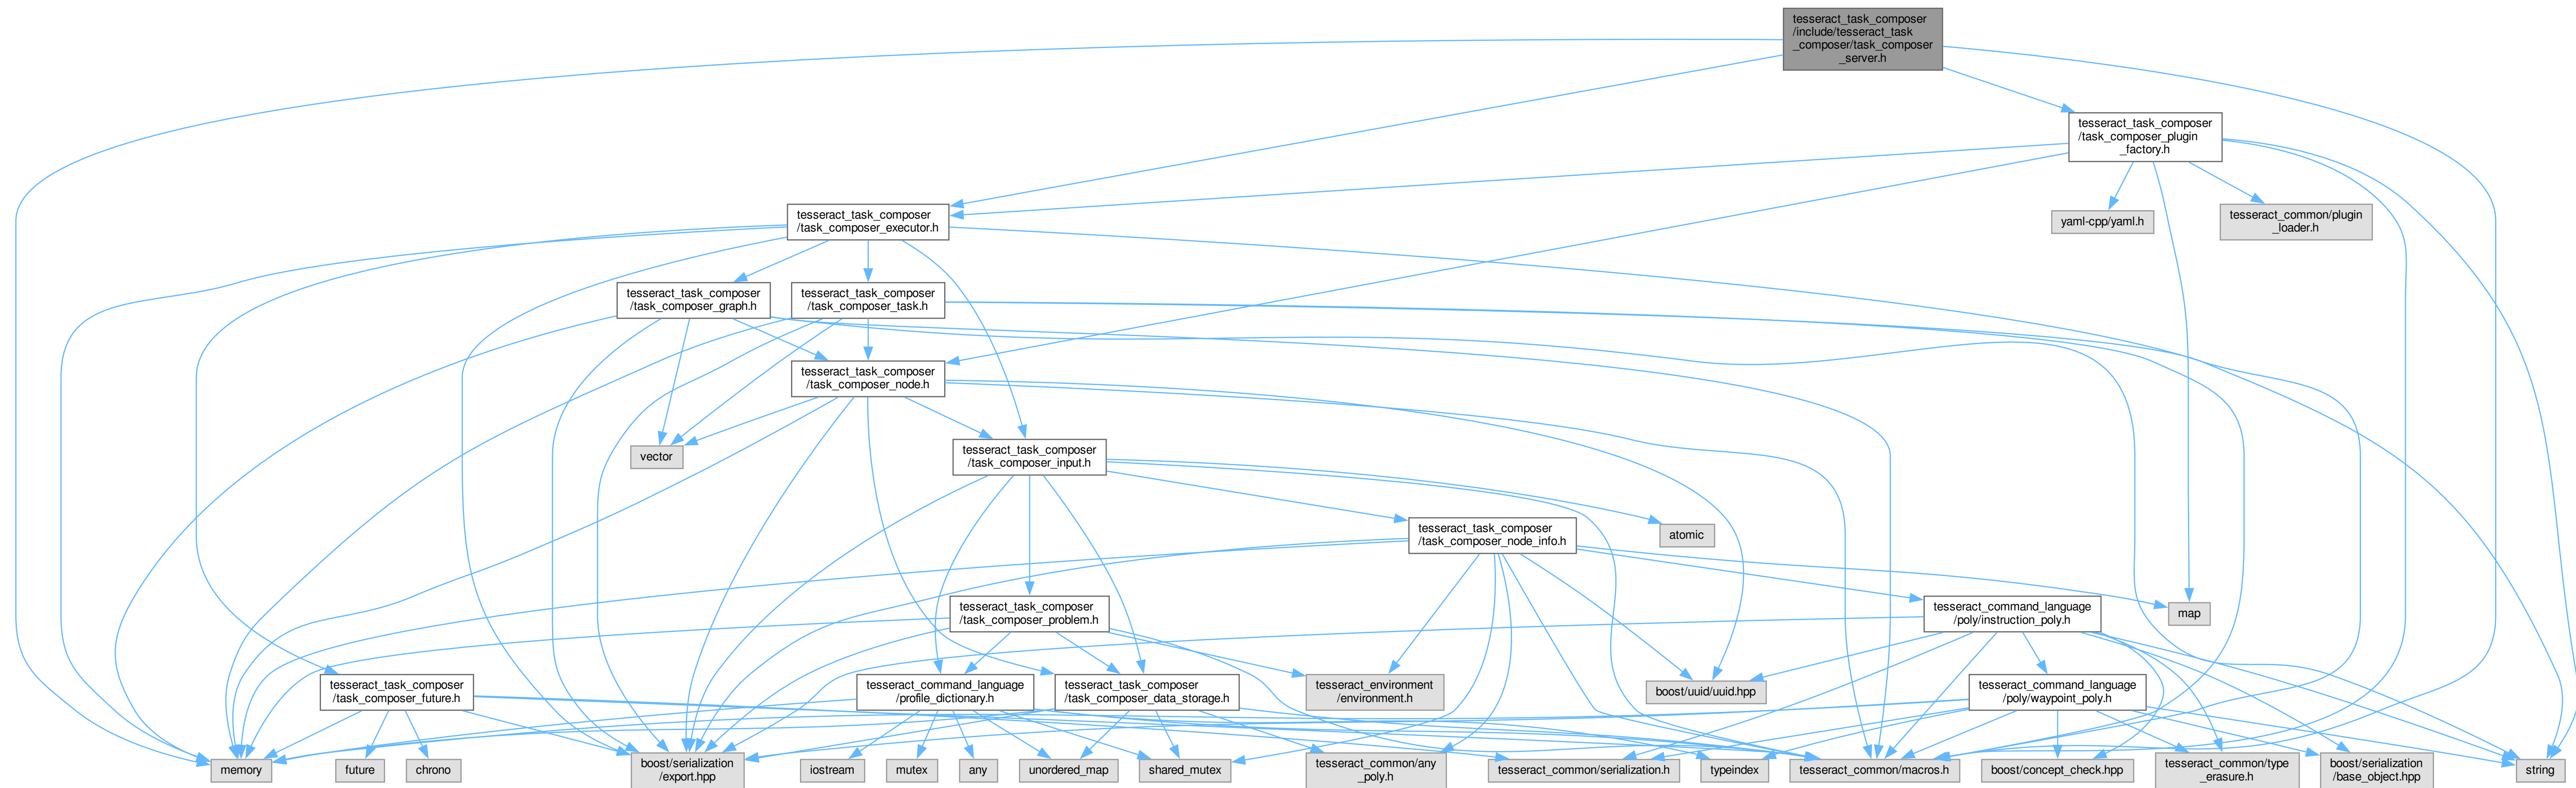 tesseract_task_composer
/include/tesseract_task
_composer/task_composer
_server.h
tesseract_task_composer
/task_composer_plugin
_factory.h
tesseract_task_composer
/task_composer_executor.h
yaml-cpp/yaml.h
tesseract_common/plugin
_loader.h
tesseract_task_composer
/task_composer_graph.h
tesseract_task_composer
/task_composer_task.h
tesseract_task_composer
/task_composer_node.h
vector
tesseract_task_composer
/task_composer_input.h
tesseract_task_composer
/task_composer_node_info.h
atomic
tesseract_task_composer
/task_composer_problem.h
tesseract_command_language
/poly/instruction_poly.h
map
tesseract_task_composer
/task_composer_future.h
tesseract_command_language
/profile_dictionary.h
tesseract_task_composer
/task_composer_data_storage.h
tesseract_environment
/environment.h
boost/uuid/uuid.hpp
tesseract_command_language
/poly/waypoint_poly.h
memory
future
chrono
boost/serialization
/export.hpp
iostream
mutex
any
unordered_map
shared_mutex
tesseract_common/any
_poly.h
tesseract_common/serialization.h
typeindex
tesseract_common/macros.h
boost/concept_check.hpp
tesseract_common/type
_erasure.h
boost/serialization
/base_object.hpp
string